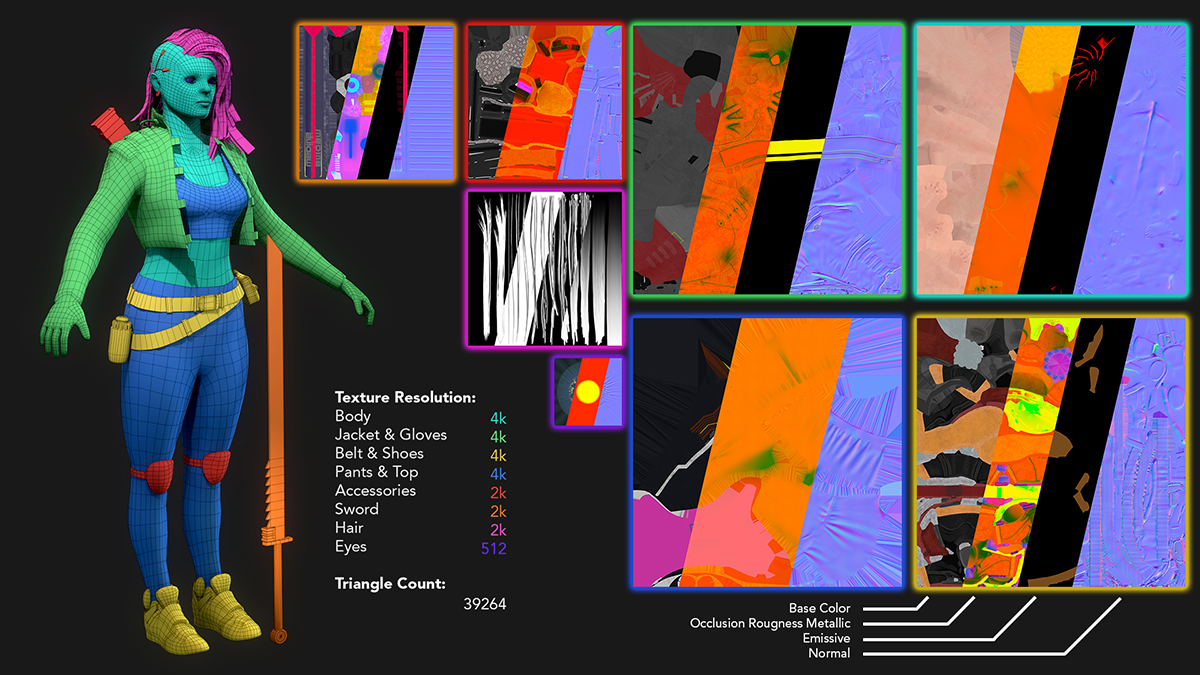 Texture Resolution:
Body 4k
Jacket & Gloves 4k
Belt & Shoes 4k
Pants & Top 4k
Accessories 2k
Sword 2k
Hair 2k
Eyes 512
Triangle Count:
39264
Base Color
Occlusion Rougness Metallic
Emissive
Normal